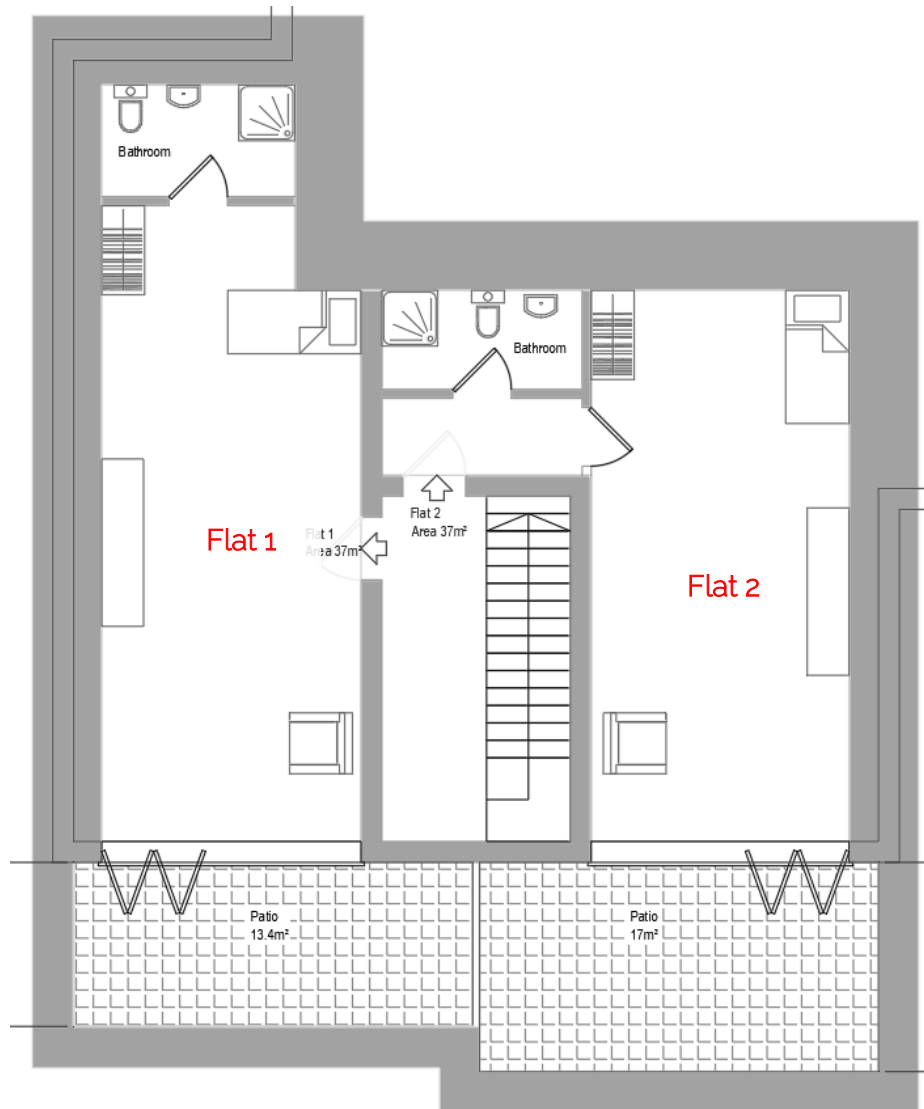 Bathroom
Bathroom
Flat 2
Area 37m²
Flat 1
Flat 1
Area 37m²
Flat 2
Patio
13.4m²
Patio
17m²